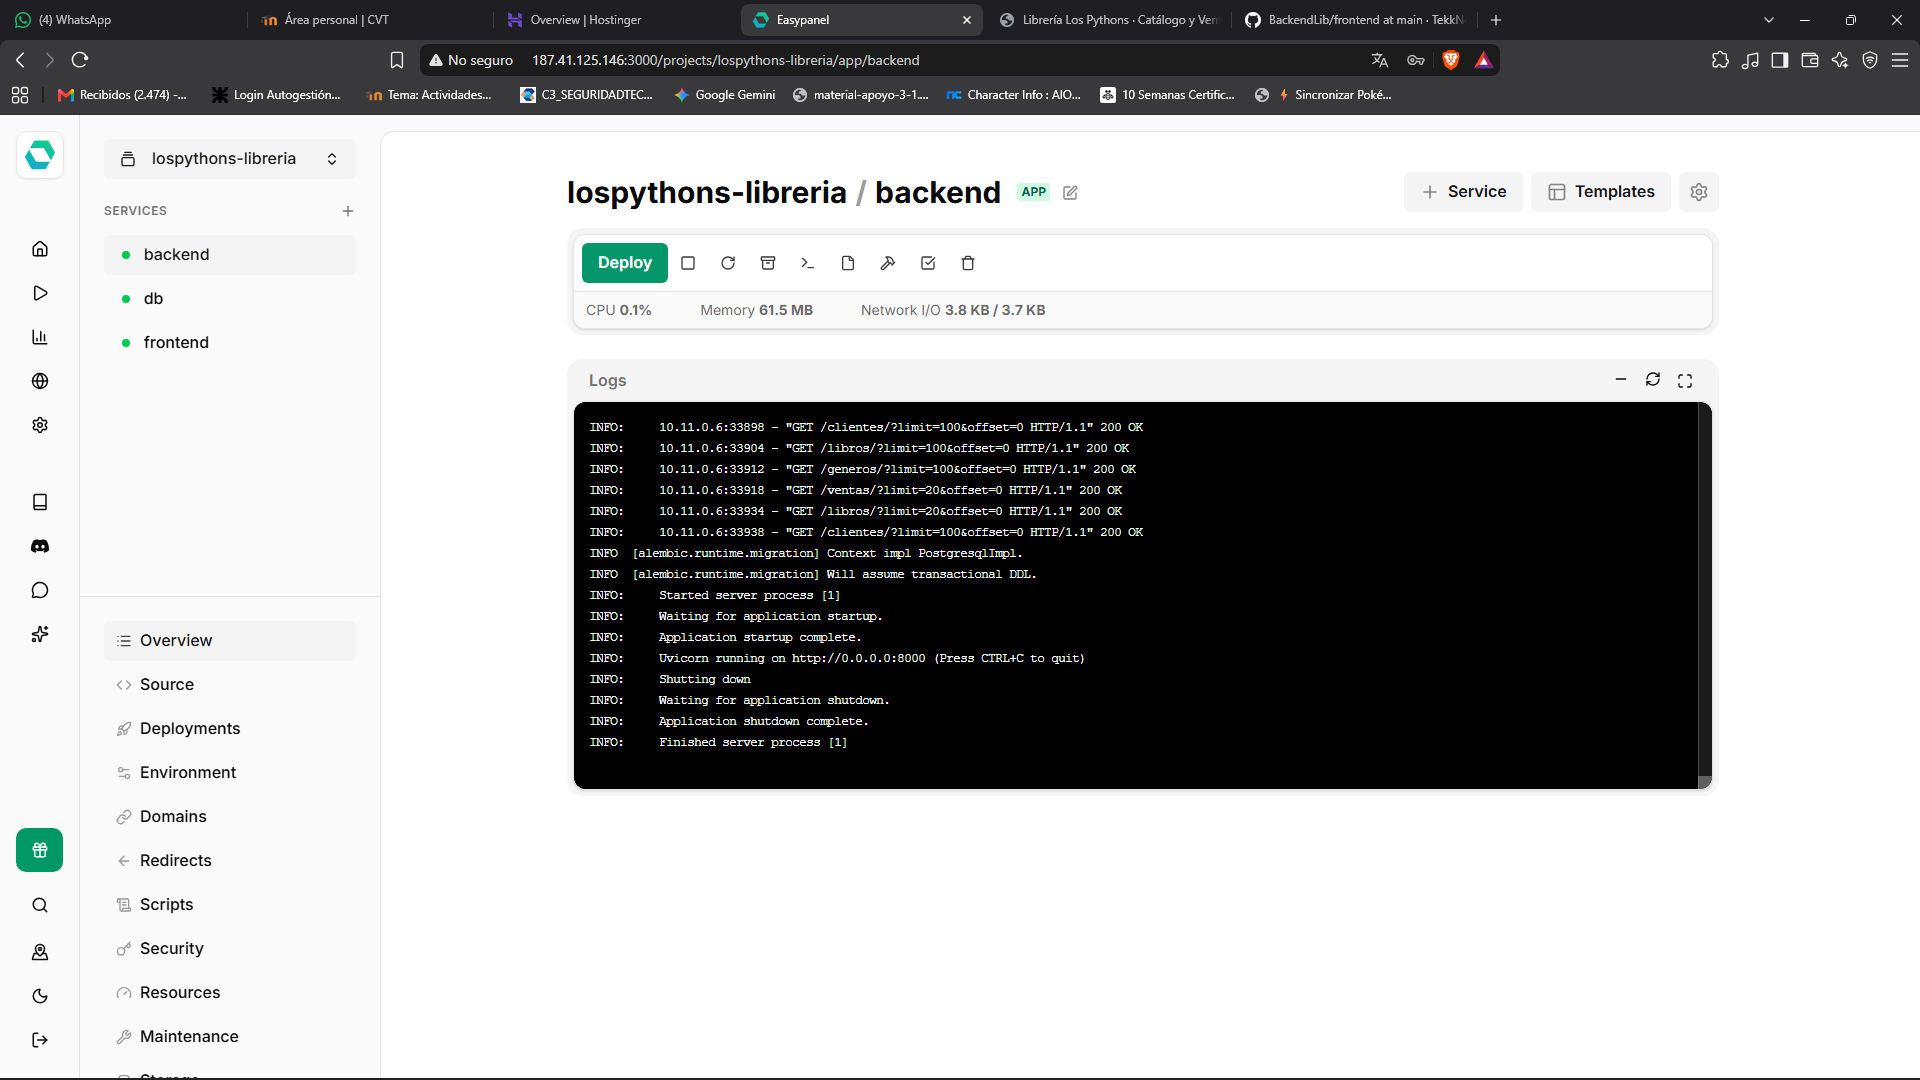 (4) WhatsApp
Área personal | CVT
Overview | Hostinger
Easypanel
Librería Los Pythons · Catálogo y Ven
BackendLib/frontend at main · TekkN
No seguro
187.41.125.146:3000/projects/lospythons-libreria/app/backend
Recibidos (2.474) -...
Login Autogestión...
Tema: Actividades...
C3_SEGURIDADTEC...
Google Gemini
material-apoyo-3-1....
Character Info : AIO...
10 Semanas Certific...
Sincronizar Poké...
lospythons-libreria
SERVICES
backend
db
frontend
Overview
Source
Deployments
Environment
Domains
Redirects
Scripts
Security
Resources
Maintenance
lospythons-libreria / backend
APP
Service
Templates
Deploy
CPU 0.1%
Memory 61.5 MB
Network I/O 3.8 KB / 3.7 KB
Logs
INFO: 10.11.0.6:33898 - "GET /clientes/?limit=100&offset=0 HTTP/1.1" 200 OK
INFO: 10.11.0.6:33904 - "GET /libros/?limit=100&offset=0 HTTP/1.1" 200 OK
INFO: 10.11.0.6:33912 - "GET /generos/?limit=100&offset=0 HTTP/1.1" 200 OK
INFO: 10.11.0.6:33918 - "GET /ventas/?limit=20&offset=0 HTTP/1.1" 200 OK
INFO: 10.11.0.6:33934 - "GET /libros/?limit=20&offset=0 HTTP/1.1" 200 OK
INFO: 10.11.0.6:33938 - "GET /clientes/?limit=100&offset=0 HTTP/1.1" 200 OK
INFO [alembic.runtime.migration] Context impl PostgresqlImpl.
INFO [alembic.runtime.migration] Will assume transactional DDL.
INFO: Started server process [1]
INFO: Waiting for application startup.
INFO: Application startup complete.
INFO: Uvicorn running on http://0.0.0.0:8000 (Press CTRL+C to quit)
INFO: Shutting down
INFO: Waiting for application shutdown.
INFO: Application shutdown complete.
INFO: Finished server process [1]